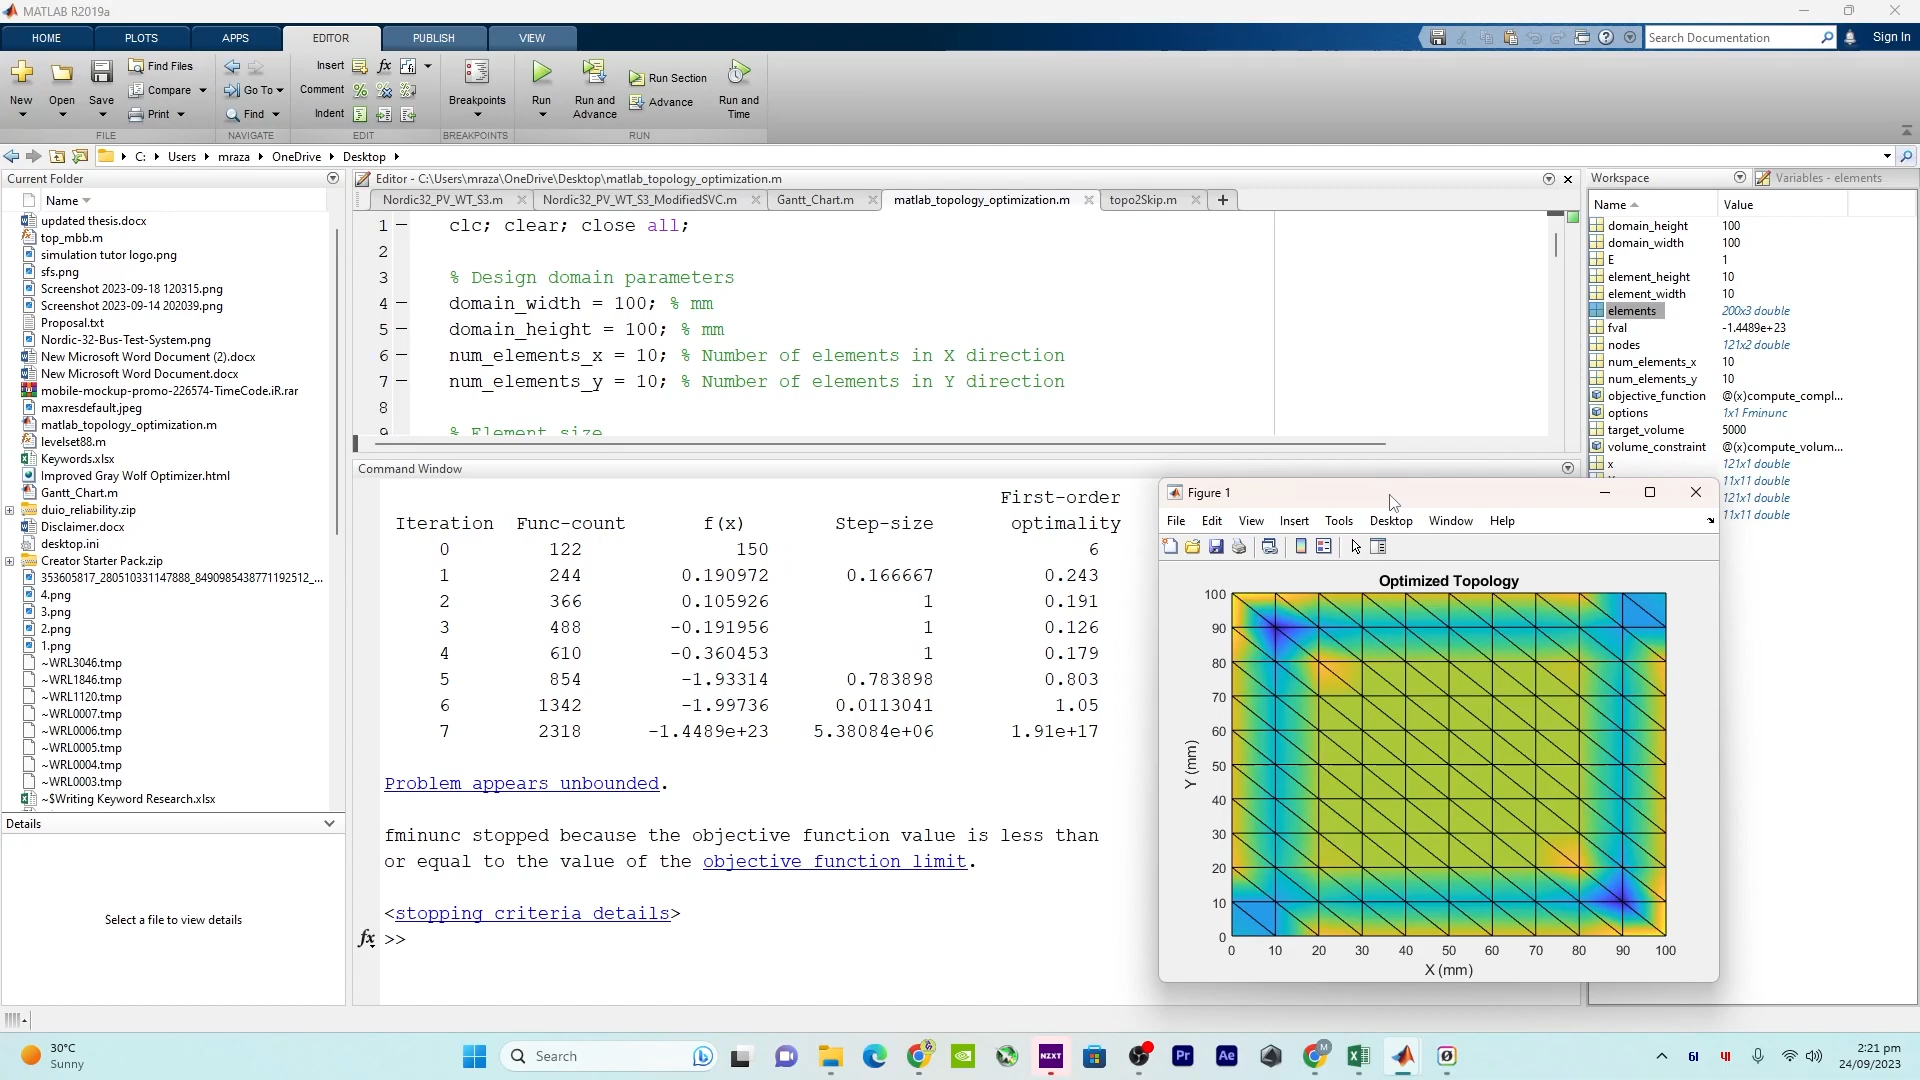 MATLAB R2019a
HOME PLOTS APPS EDITOR PUBLISH VIEW
Search Documentation Sign In
New Open Save
Find Files
Compare
Print
FILE
Go To
Find
NAVIGATE
Insert fx
Comment
Indent
EDIT
Breakpoints
BREAKPOINTS
Run
Run and Advance
Run Section
Advance
Run and Time
RUN
C: Users mraza OneDrive Desktop
Current Folder
Name
updated thesis.docx
top_mbb.m
simulation tutor logo.png
sfs.png
Screenshot 2023-09-18 120315.png
Screenshot 2023-09-14 202039.png
Proposal.txt
Nordic-32-Bus-Test-System.png
New Microsoft Word Document (2).docx
New Microsoft Word Document.docx
mobile-mockup-promo-226574-TimeCode.iR.rar
maxresdefault.jpeg
matlab_topology_optimization.m
levelset88.m
Keywords.xlsx
Improved Gray Wolf Optimizer.html
Gantt_Chart.m
duio_reliability.zip
Disclaimer.docx
desktop.ini
Creator Starter Pack.zip
353605817_280510331147888_8490985438771192512_...
4.png
3.png
2.png
1.png
~WRL3046.tmp
~WRL1846.tmp
~WRL1120.tmp
~WRL0007.tmp
~WRL0006.tmp
~WRL0005.tmp
~WRL0004.tmp
~WRL0003.tmp
~$Writing Keyword Research.xlsx
Details
Select a file to view details
Editor - C:\Users\mraza\OneDrive\Desktop\matlab_topology_optimization.m
Nordic32_PV_WT_S3.m Nordic32_PV_WT_S3_ModifiedSVC.m Gantt_Chart.m matlab_topology_optimization.m topo2Skip.m +
1 clc; clear; close all;
2
3 % Design domain parameters
4 domain_width = 100; % mm
5 domain_height = 100; % mm
6 num_elements_x = 10; % Number of elements in X direction
7 num_elements_y = 10; % Number of elements in Y direction
8
9 % Element size
Command Window
First-order
Iteration Func-count f(x) Step-size optimality
0 122 150 6
1 244 0.190972 0.166667 0.243
2 366 0.105926 1 0.191
3 488 -0.191956 1 0.126
4 610 -0.360453 1 0.179
5 854 -1.93314 0.783898 0.803
6 1342 -1.99736 0.0113041 1.05
7 2318 -1.4489e+23 5.38084e+06 1.91e+17
Problem appears unbounded.
fminunc stopped because the objective function value is less than
or equal to the value of the objective function limit.
<stopping criteria details>
fx >>
Workspace
Variables - elements
Name Value
domain_height 100
domain_width 100
E 1
element_height 10
element_width 10
elements 200x3 double
fval -1.4489e+23
nodes 121x2 double
num_elements_x 10
num_elements_y 10
objective_function @(x)compute_compl...
options 1x1 Fminunc
target_volume 5000
volume_constraint @(x)compute_volum...
x 121x1 double
11x11 double
121x1 double
11x11 double
Figure 1
File Edit View Insert Tools Desktop Window Help
Optimized Topology
100
90
80
70
60
50
40
30
20
10
0
Y (mm)
0 10 20 30 40 50 60 70 80 90 100
X (mm)
30°C
Sunny
Search
NZXT
Pr
Ae
M
2:21 pm
24/09/2023